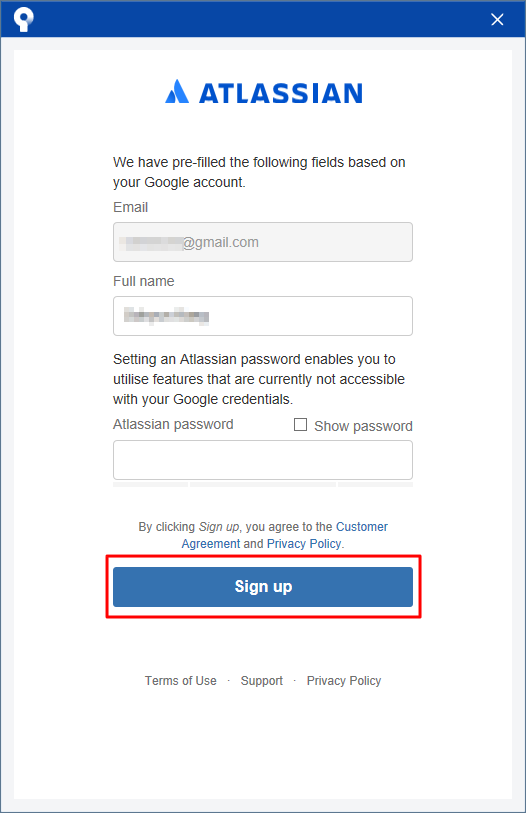 ATLASSIAN
We have pre-filled the following fields based on
your Google account.
Email
@gmail.com
Full name
Setting an Atlassian password enables you to
utilise features that are currently not accessible
with your Google credentials.
Atlassian password
Show password
By clicking Sign up, you agree to the Customer
Agreement and Privacy Policy.
Sign up
Terms of Use · Support · Privacy Policy